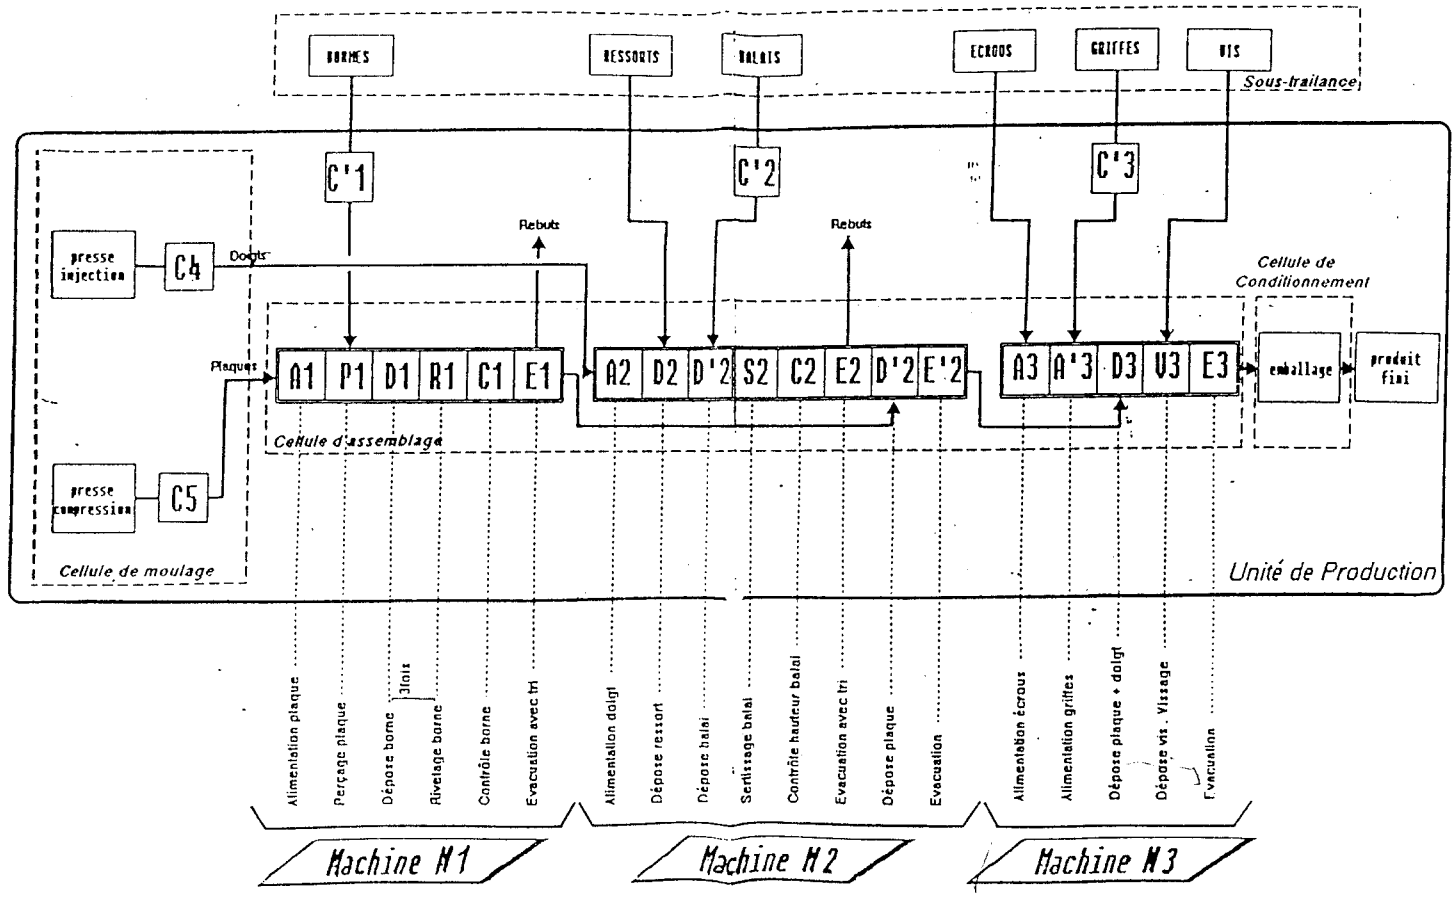 BORNES
RESSORTS
BALAIS
ECROUS
GRIFFES
VIS
Sous-traitance
C'1
C'2
C'3
presse
injection
C4
Doigts
Rebuts
Rebuts
Cellule de
Conditionnement
Plaques
A1
P1
D1
R1
C1
E1
A2
D2
D'2
S2
C2
E2
D'2
E'2
A3
A'3
D3
V3
E3
emballage
produit
fini
Cellule d'assemblage
presse
compression
C5
Cellule de moulage
Unité de Production
Alimentation plaque
Perçage plaque
Dépose borne
3fois
Rivetage borne
Contrôle borne
Evacuation avec tri
Alimentation doigt
Dépose ressort
Dépose balai
Sertissage balai
Contrôle hauteur balai
Evacuation avec tri
Dépose plaque
Evacuation
Alimentation écrous
Alimentation griffes
Dépose plaque + doigt
Dépose vis . Vissage
Evacuation
Machine M1
Machine M2
Machine M3